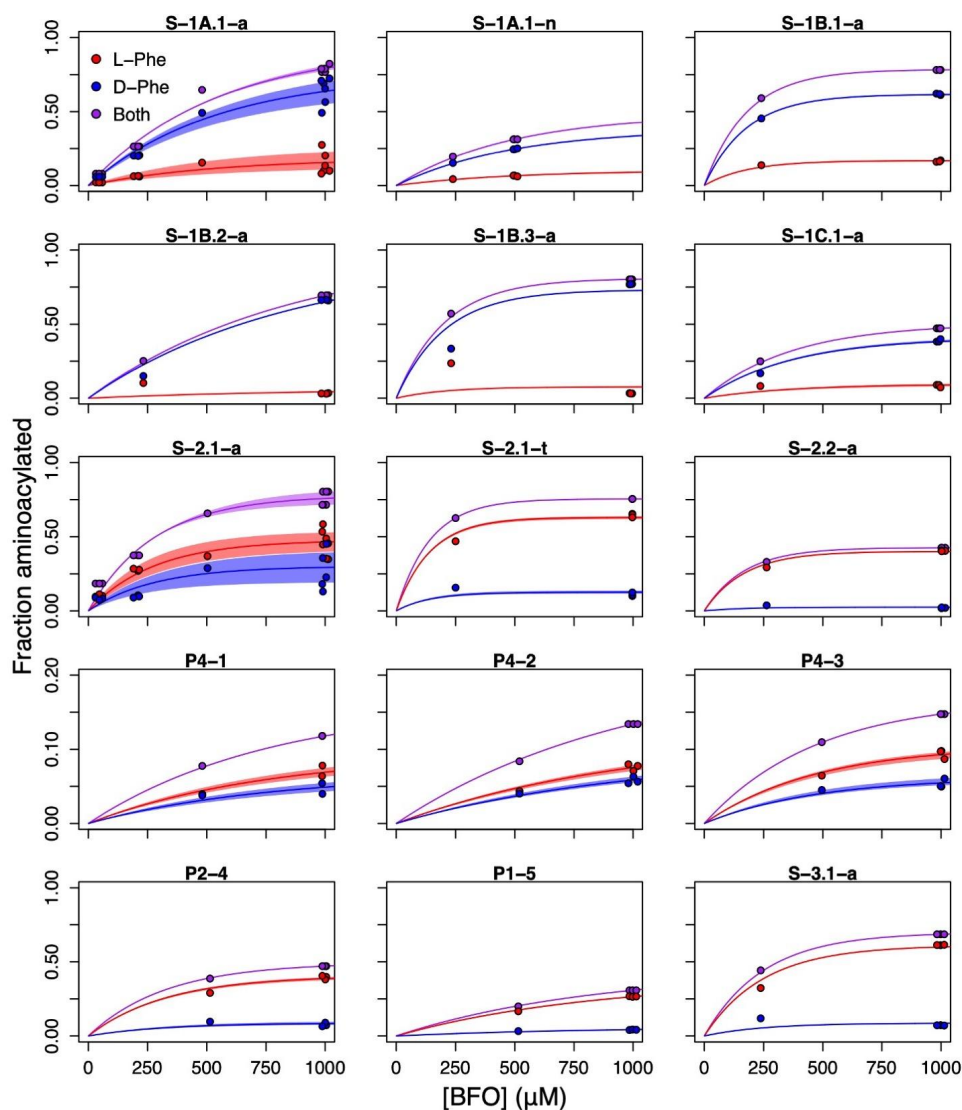 S−1A.1−a
S−1A.1−n
S−1B.1−a
1.00
0.50
0.00
L−Phe
D−Phe
Both
S−1B.2−a
S−1B.3−a
S−1C.1−a
1.00
0.50
0.00
S−2.1−a
S−2.1−t
S−2.2−a
1.00
0.50
0.00
Fraction aminoacylated
P4−1
P4−2
P4−3
0.20
0.10
0.00
P2−4
P1−5
S−3.1−a
1.00
0.50
0.00
0 250 500 750 1000
0 250 500 750 1000
0 250 500 750 1000
[BFO] (μM)